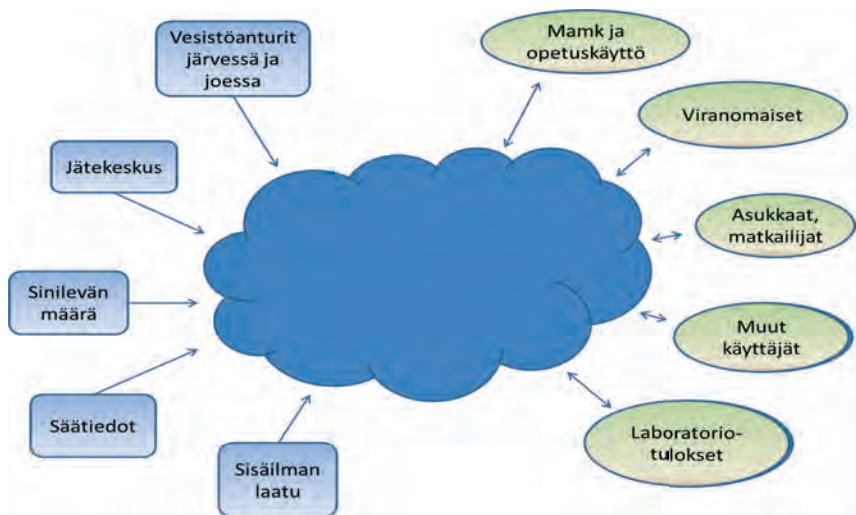 Vesistöanturit
järvessä ja
joessa
Jätekeskus
Sinilevän
määrä
Säätiedot
Sisäilman
laatu
Mamk ja
opetuskäyttö
Viranomaiset
Asukkaat,
matkailijat
Muut
käyttäjät
Laboratorio-
tulokset